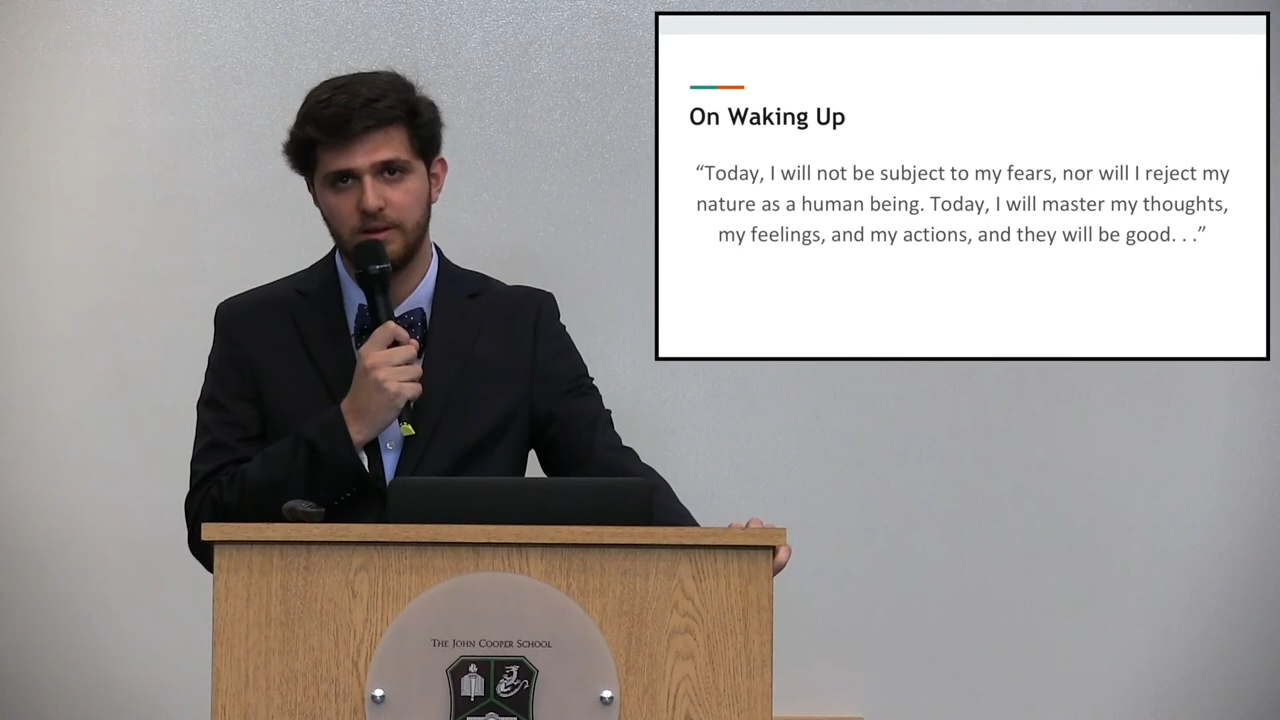 On Waking Up
“Today, I will not be subject to my fears, nor will I reject my
nature as a human being. Today, I will master my thoughts,
my feelings, and my actions, and they will be good. . .”
THE JOHN COOPER SCHOOL